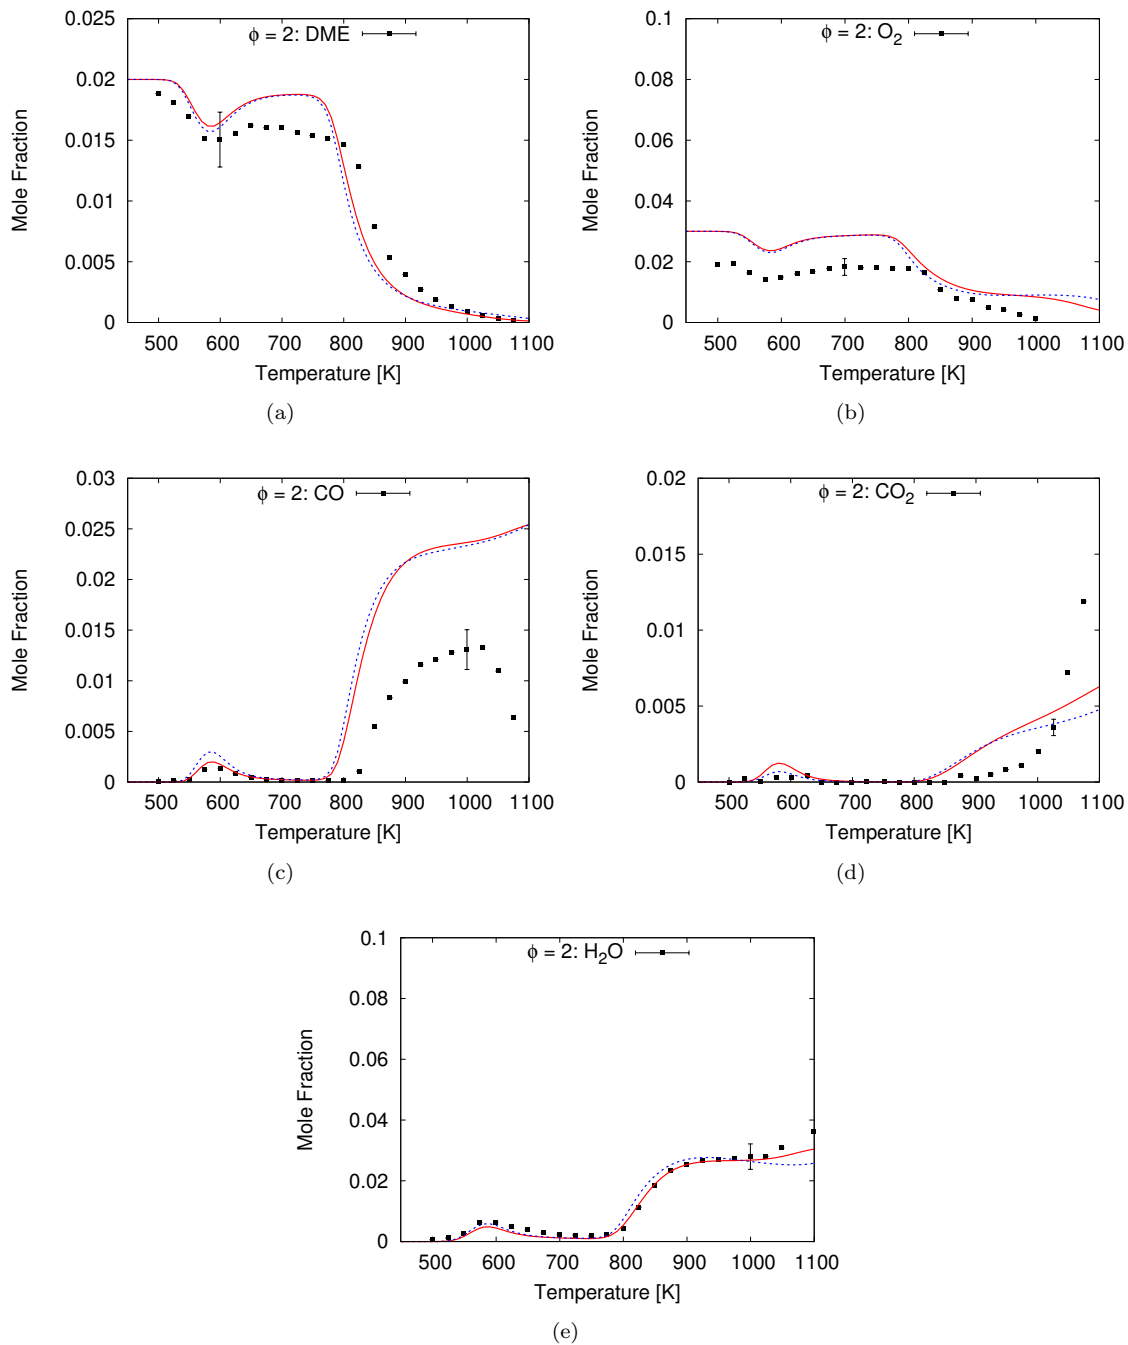 0.025
0.02
0.015
0.01
0.005
0
500 600 700 800 900 1000 1100
Mole Fraction
Temperature [K]
ϕ = 2: DME
(a)
0.1
0.08
0.06
0.04
0.02
0
500 600 700 800 900 1000 1100
Mole Fraction
Temperature [K]
ϕ = 2: O₂
(b)
0.03
0.025
0.02
0.015
0.01
0.005
0
500 600 700 800 900 1000 1100
Mole Fraction
Temperature [K]
ϕ = 2: CO
(c)
0.02
0.015
0.01
0.005
0
500 600 700 800 900 1000 1100
Mole Fraction
Temperature [K]
ϕ = 2: CO₂
(d)
0.1
0.08
0.06
0.04
0.02
0
500 600 700 800 900 1000 1100
Mole Fraction
Temperature [K]
ϕ = 2: H₂O
(e)